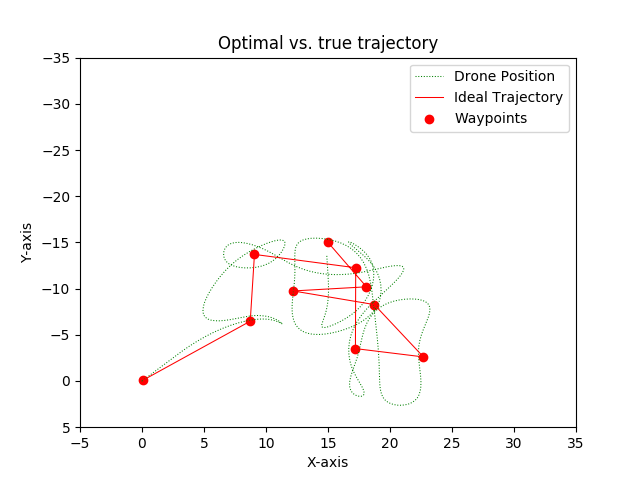 Optimal vs. true trajectory
Drone Position
Ideal Trajectory
Waypoints
Y-axis
−35
−30
−25
−20
−15
−10
−5
0
5
−5 0 5 10 15 20 25 30 35
X-axis